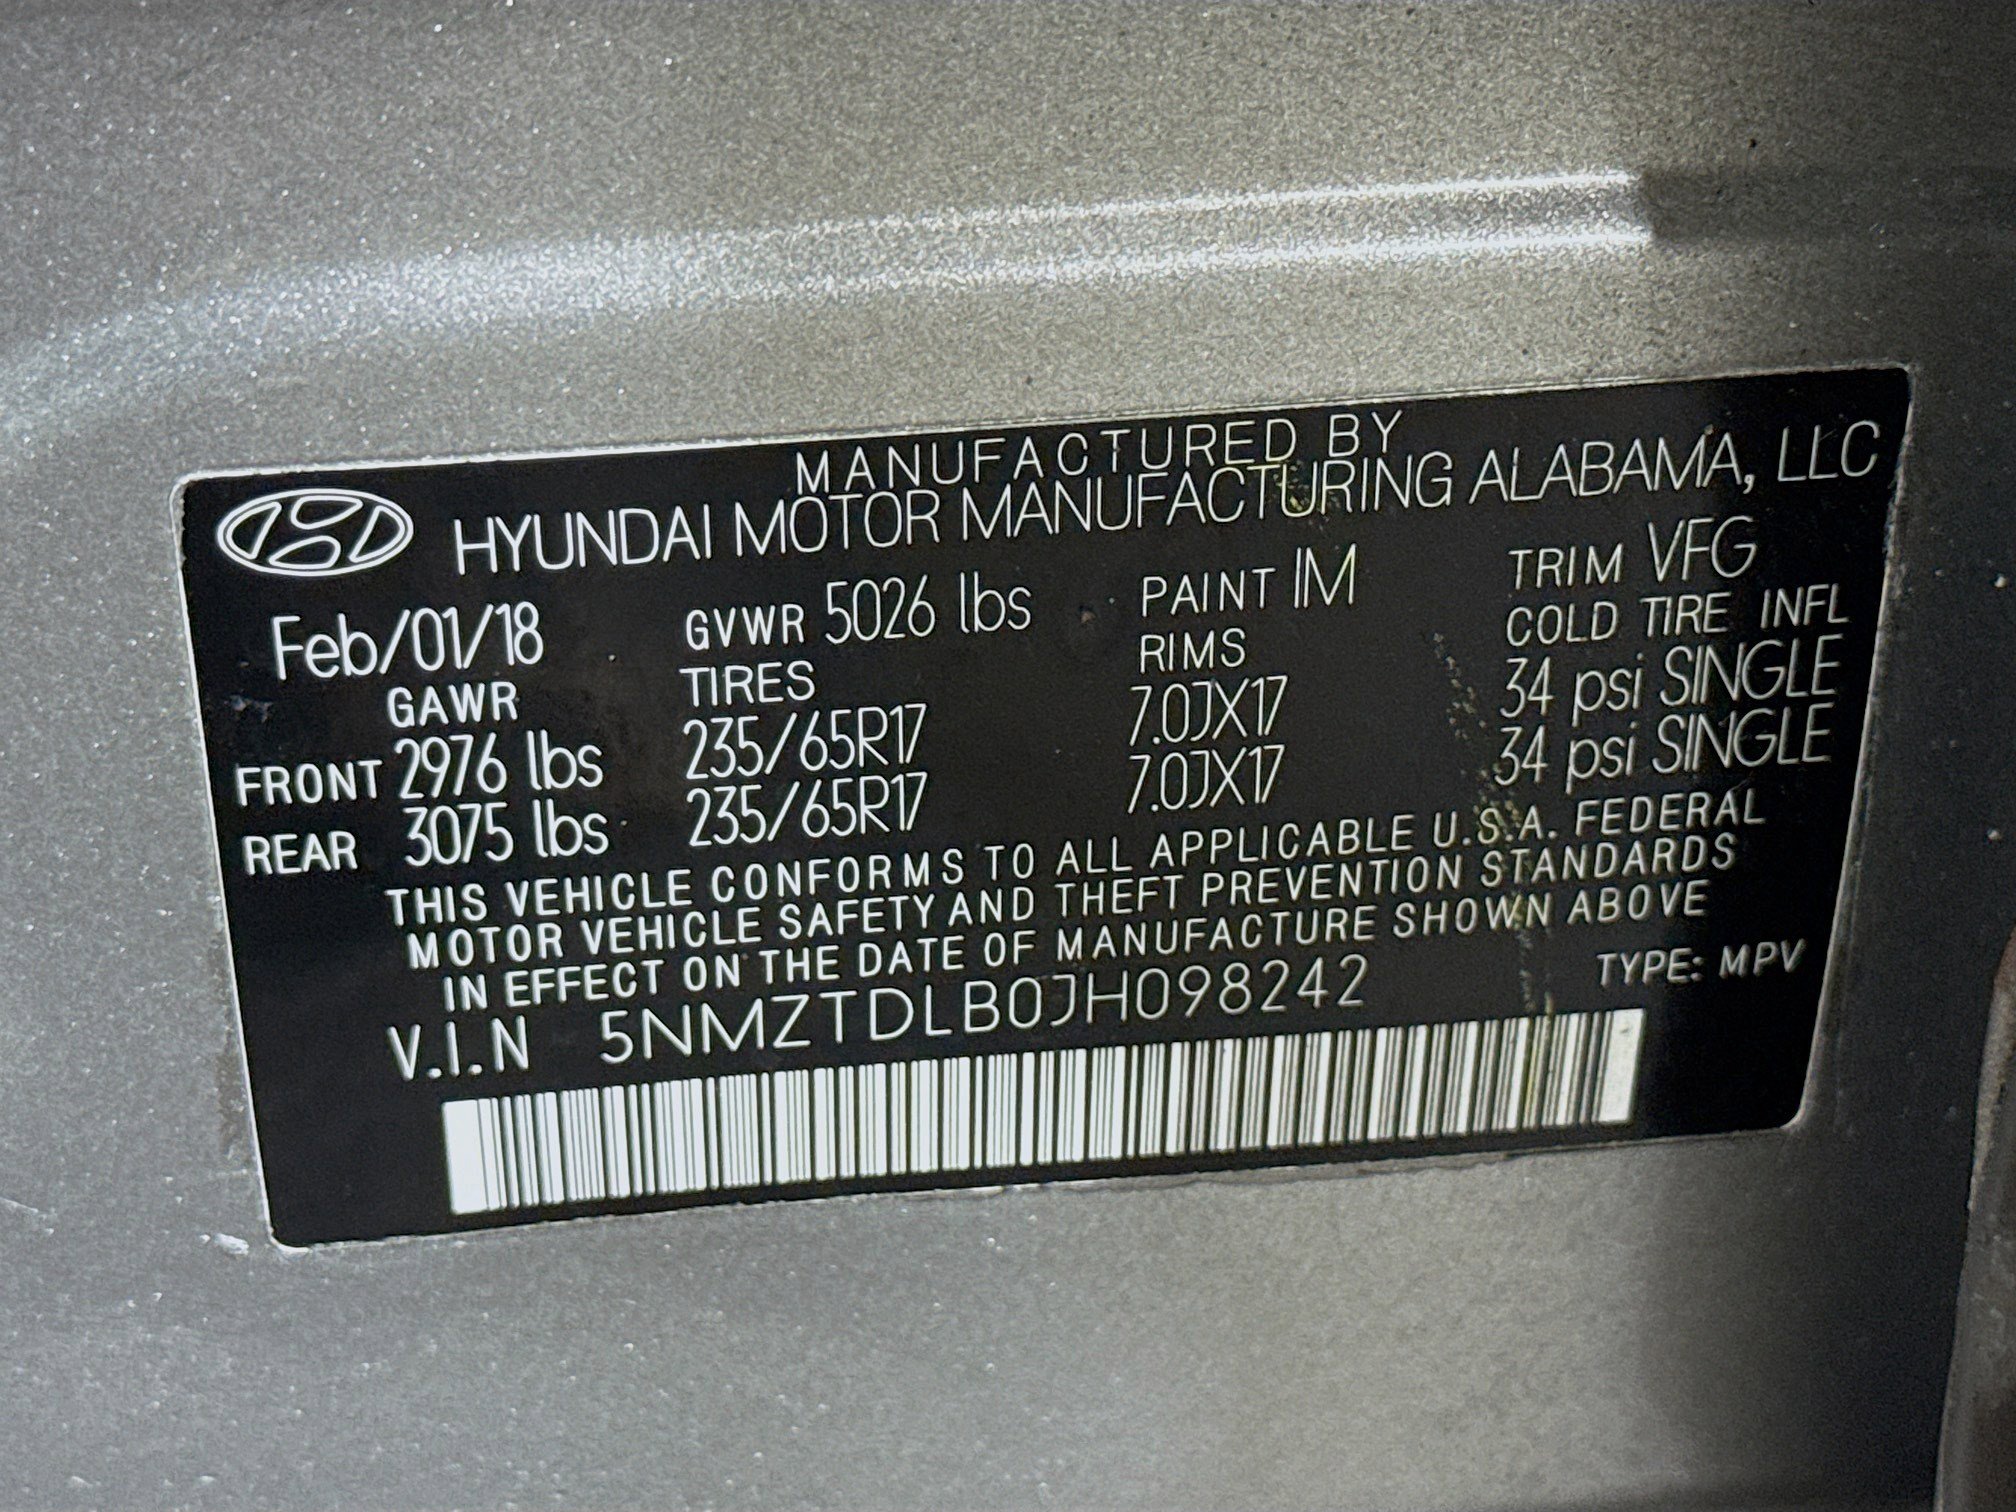 MANUFACTURED BY
HYUNDAI MOTOR MANUFACTURING ALABAMA, LLC
Feb/01/18 GVWR 5026 lbs PAINT IM TRIM VFG
GAWR TIRES RIMS COLD TIRE INFL
FRONT 2976 lbs 235/65R17 7.0JX17 34 psi SINGLE
REAR 3075 lbs 235/65R17 7.0JX17 34 psi SINGLE
THIS VEHICLE CONFORMS TO ALL APPLICABLE U.S.A. FEDERAL
MOTOR VEHICLE SAFETY AND THEFT PREVENTION STANDARDS
IN EFFECT ON THE DATE OF MANUFACTURE SHOWN ABOVE
V.I.N 5NMZTDLB0JH098242 TYPE: MPV